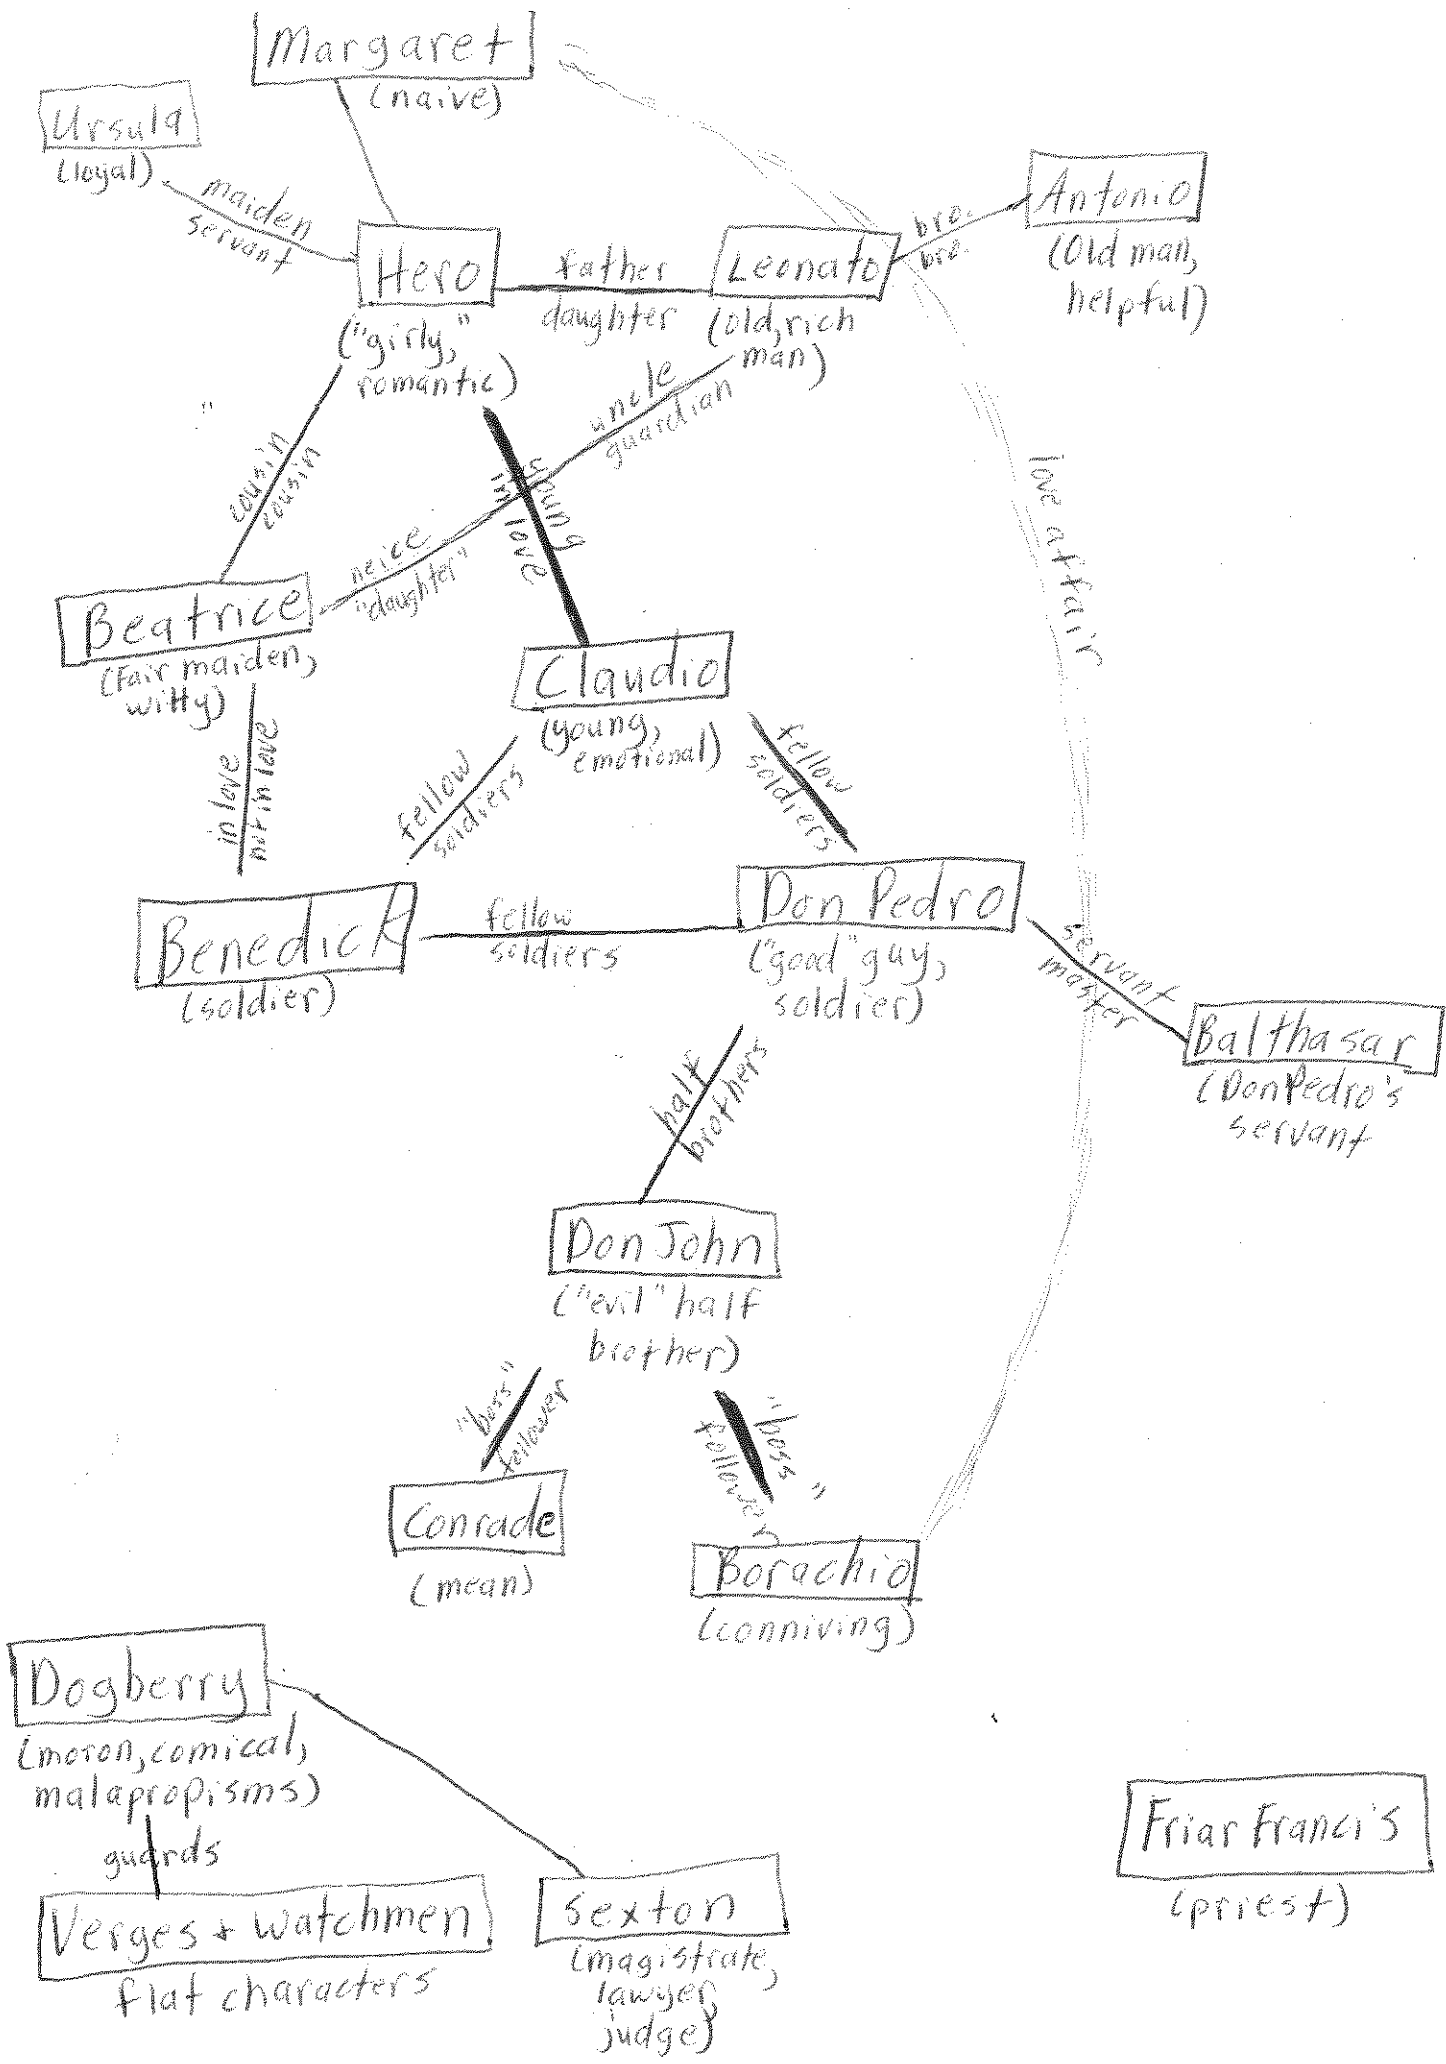 Margaret
(naive)
Ursula
(loyal)
maiden
servant
Antonio
(Old man,
helpful)
bro.
bro.
Hero
("girly,"
romantic)
father
daughter
Leonato
(old, rich
man)
uncle
guardian
cousin
cousin
neice
"daughter"
young
in love
love affair
Beatrice
(Fair maiden,
witty)
Claudio
(young,
emotional)
in love
not in love
fellow
soldiers
fellow
soldiers
Benedick
(soldier)
fellow
soldiers
Don Pedro
("good" guy,
soldier)
servant
master
Balthasar
(Don Pedro's
servant
half
brothers
Don John
("evil" half
brother)
"boss"
follower
"boss"
follower
Conrade
(mean)
Borachio
(conniving)
Dogberry
(moron, comical,
malapropisms)
guards
Verges + Watchmen
flat characters
Sexton
(magistrate,
lawyer,
judge)
Friar Francis
(priest)